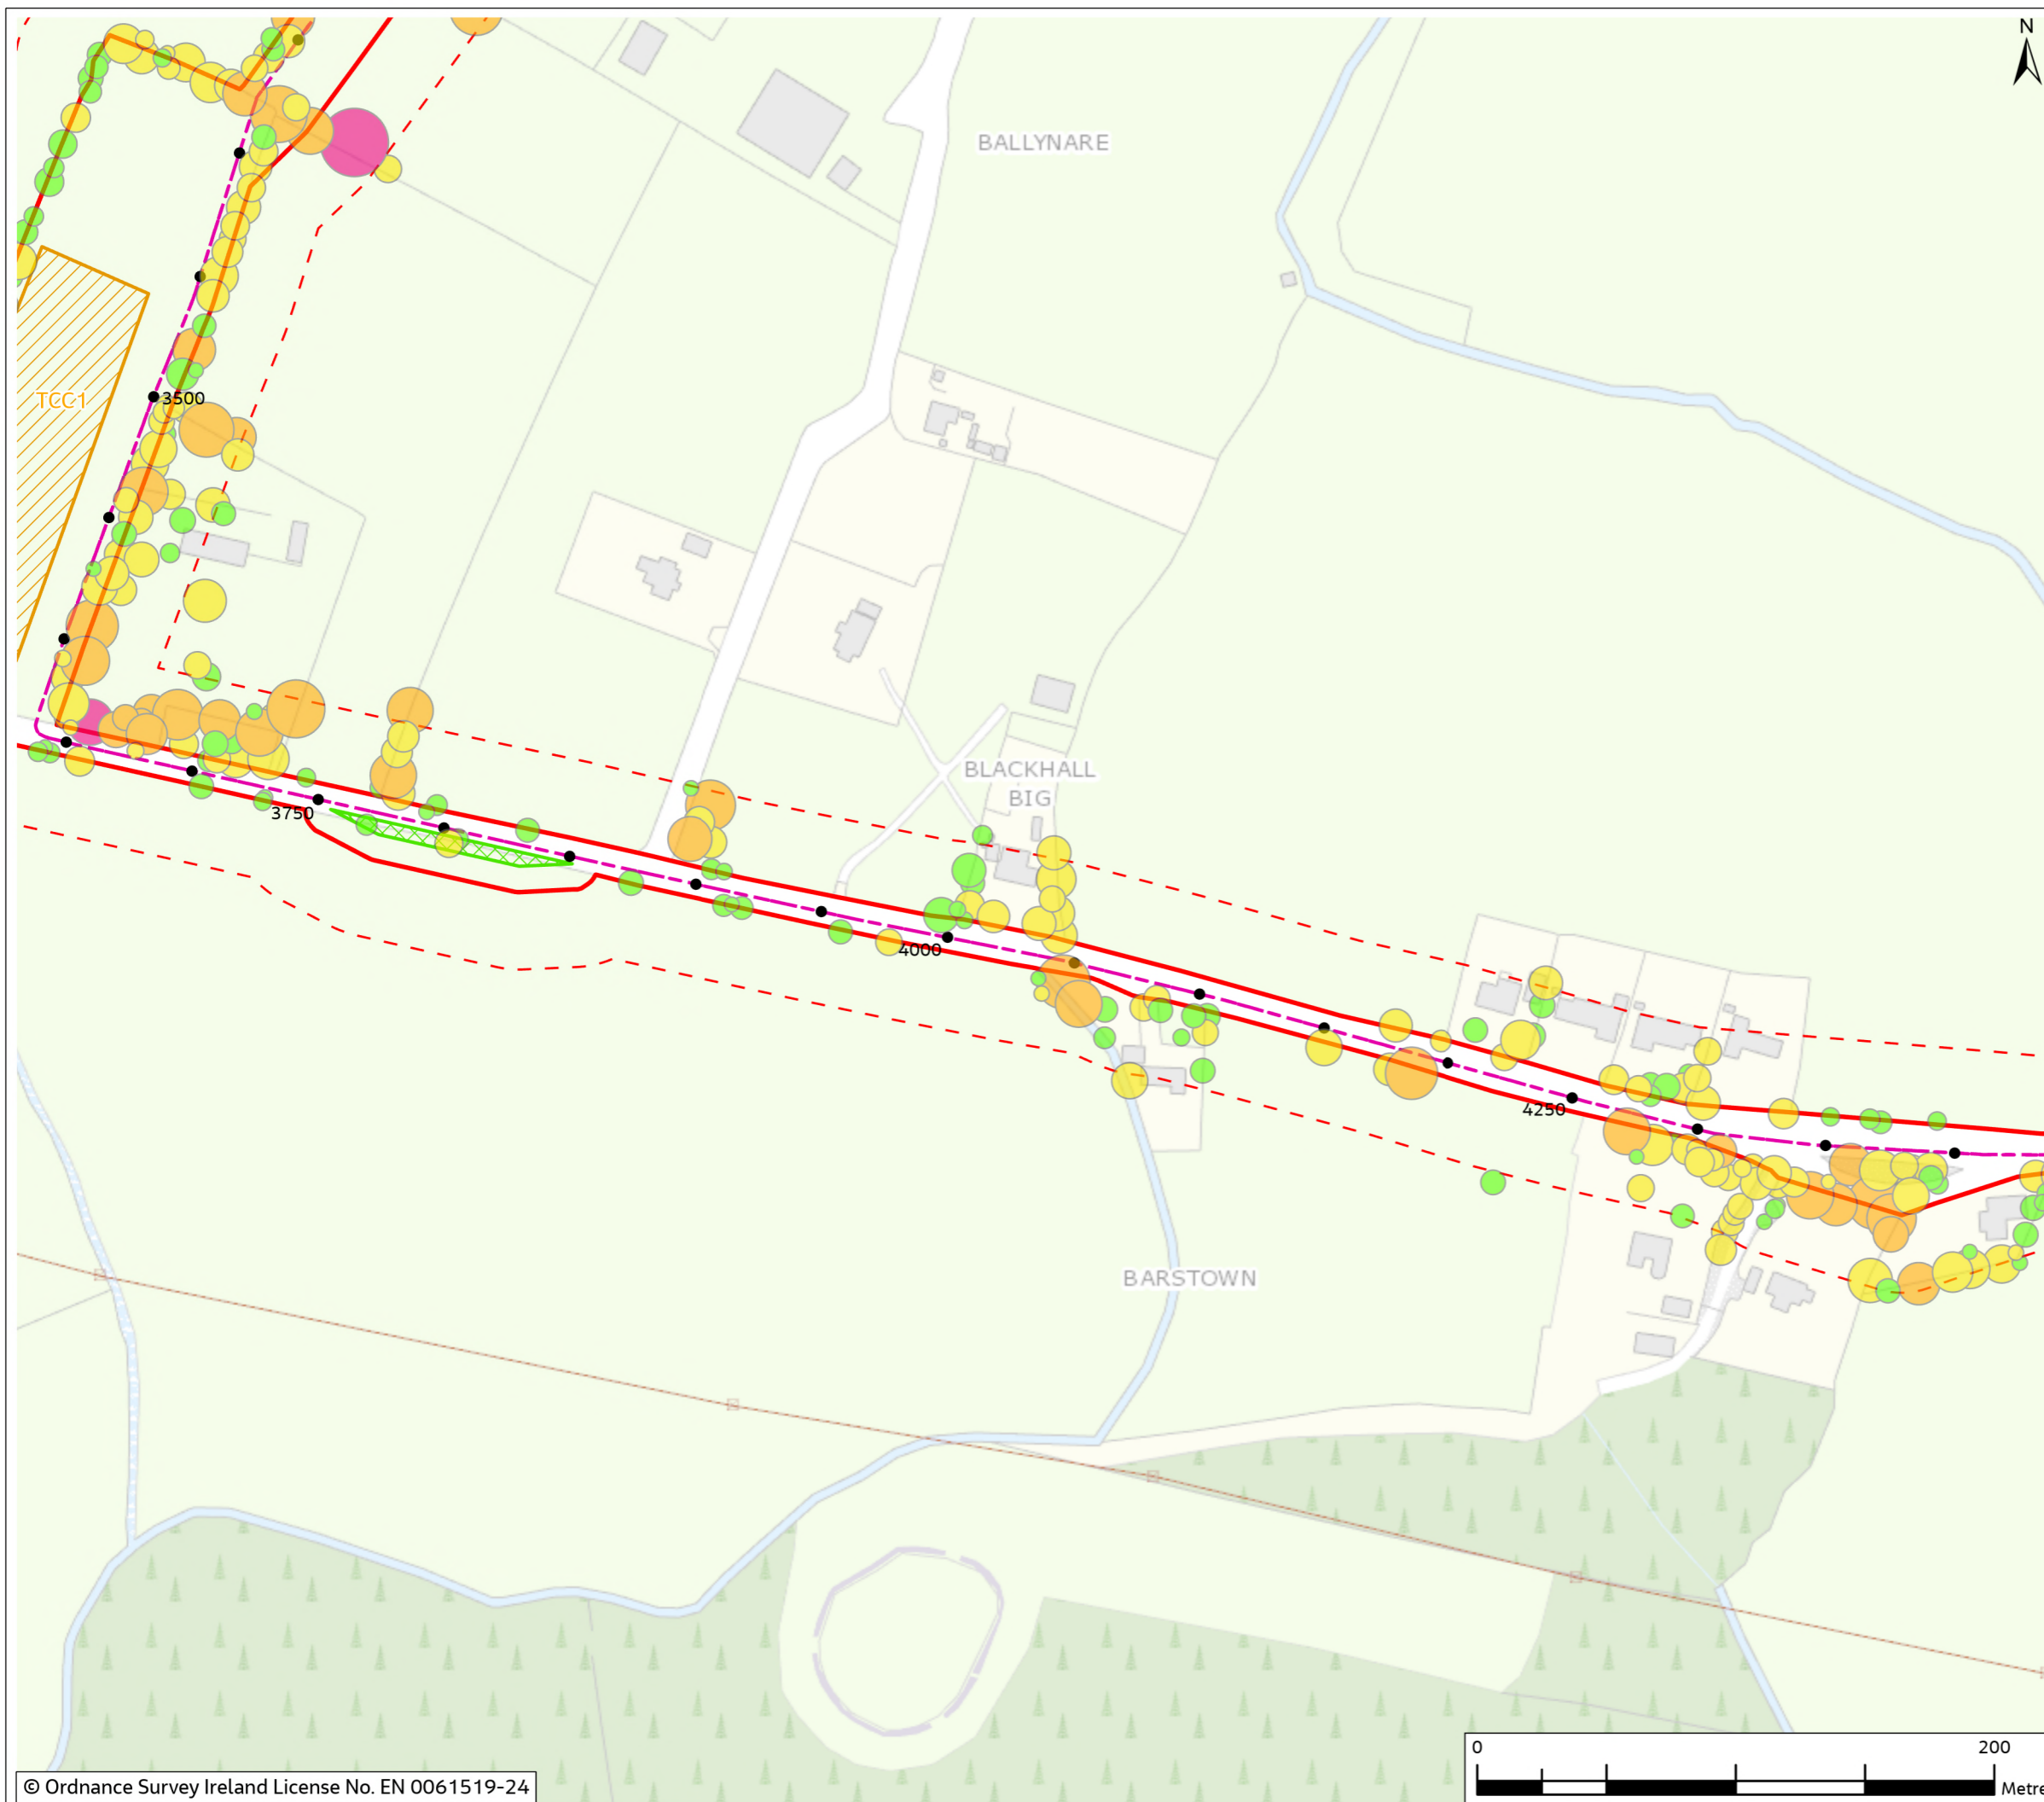 N
BALLYNARE
TCC1
3500
BLACKHALL
BIG
3750
4000
4250
BARSTOWN
0
200
Metre
© Ordnance Survey Ireland License No. EN 0061519-24